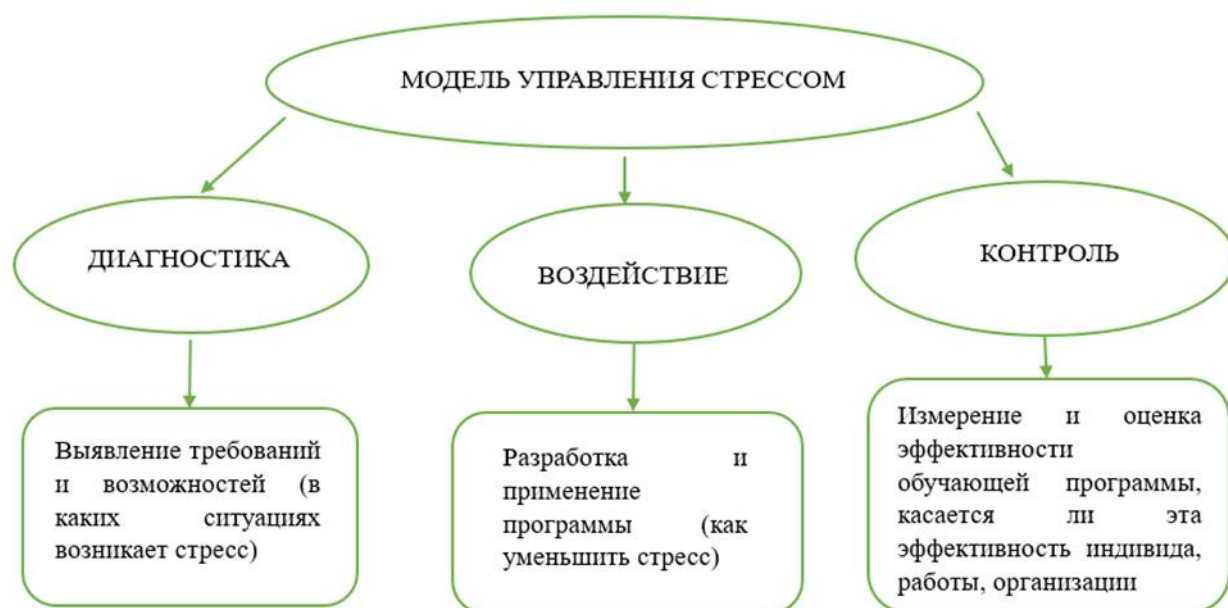 МОДЕЛЬ УПРАВЛЕНИЯ СТРЕССОМ
ДИАГНОСТИКА
ВОЗДЕЙСТВИЕ
КОНТРОЛЬ
Выявление требований
и возможностей (в
каких ситуациях
возникает стресс)
Разработка и
применение
программы (как
уменьшить стресс)
Измерение и оценка
эффективности
обучающей программы,
касается ли эта
эффективность индивида,
работы, организации